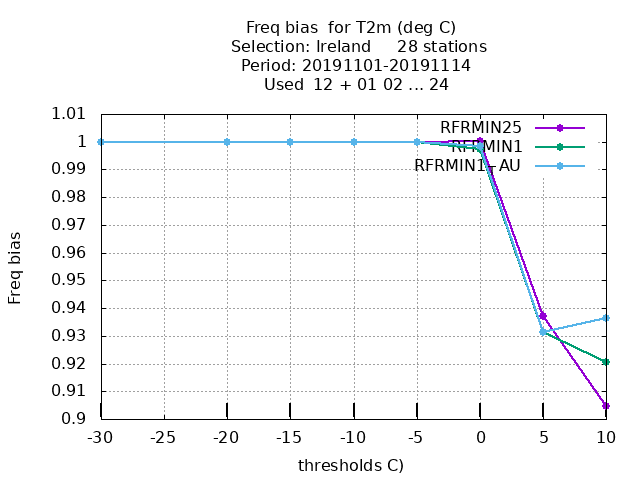 Freq bias for T2m (deg C)
Selection: Ireland 28 stations
Period: 20191101-20191114
Used 12 + 01 02 ... 24
RFRMIN25
RFRMIN1
RFRMIN1-AU
1.01
1
0.99
0.98
0.97
0.96
0.95
0.94
0.93
0.92
0.91
0.9
Freq bias
-30 -25 -20 -15 -10 -5 0 5 10
thresholds C)